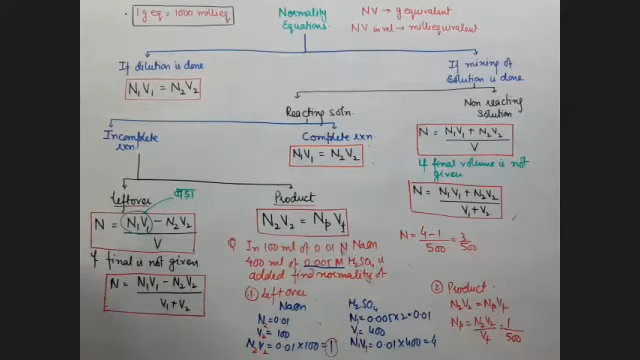 1 g eq = 1000 millieq
Normality
Equations
NV → g equivalent
NV in ml → milliequivalent
If dilution is done
N₁V₁ = N₂V₂
If mixing of
solution is done
Reacting soln
Non reacting
solution
Incomplete
rxn
Complete rxn
N₁V₁ = N₂V₂
N = N₁V₁ + N₂V₂ / V
If final volume is not
given
N = N₁V₁ + N₂V₂ / V₁ + V₂
Leftover
बड़ा
N = N₁V₁ - N₂V₂ / V
If final is not given
N = N₁V₁ - N₂V₂ / V₁ + V₂
Product
N₂V₂ = NpVf
Q In 100 ml of 0.01 N NaOH
400 ml of 0.005 M H₂SO₄ is
added find normality of
① Leftover
NaOH
N₂ = 0.01
V₂ = 100
N₂V₂ = 0.01 × 100 = 1
H₂SO₄
N₁ = 0.005 × 2 = 0.01
V₁ = 400
N₁V₁ = 0.01 × 400 = 4
N = 4-1 / 500 = 3 / 500
② Product
N₂V₂ = NpVf
Np = N₂V₂ / Vf = 1 / 500